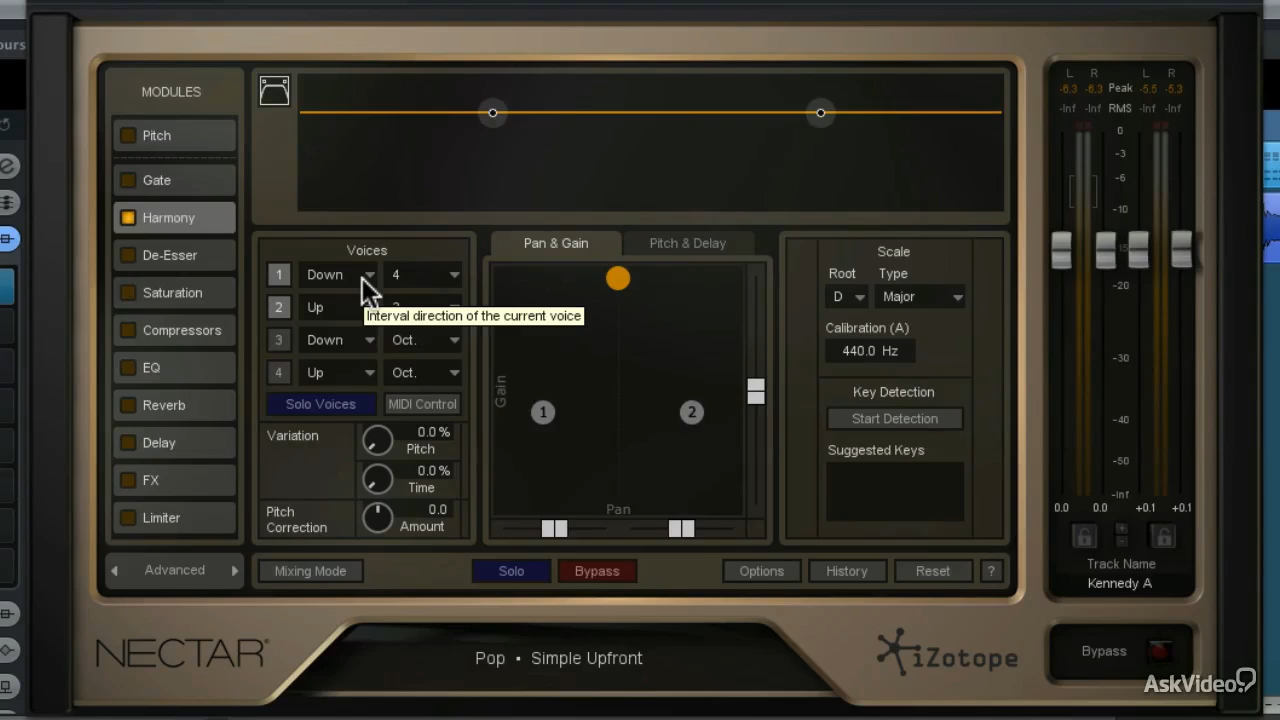 ours
MODULES
Pitch
Gate
Harmony
De-Esser
Saturation
Compressors
EQ
Reverb
Delay
FX
Limiter
Advanced
Voices
1 Down 4
2 Up
Interval direction of the current voice
3 Down Oct.
4 Up Oct.
Solo Voices MIDI Control
Variation 0.0 % Pitch
0.0 % Time
Pitch Correction 0.0 Amount
Pan & Gain Pitch & Delay
Gain
1 2
Pan
Scale
Root Type
D Major
Calibration (A)
440.0 Hz
Key Detection
Start Detection
Suggested Keys
Mixing Mode Solo Bypass Options History Reset ?
L R L R
-6.3 -6.3 Peak -5.5 -5.3
-Inf -Inf RMS -Inf -Inf
0
-3
-6
-10
15
-20
-30
-40
-50
-Inf
0.0 0.0 +0.1 +0.1
Track Name
Kennedy A
NECTAR®
Pop • Simple Upfront
iZotope
Bypass
AskVideo